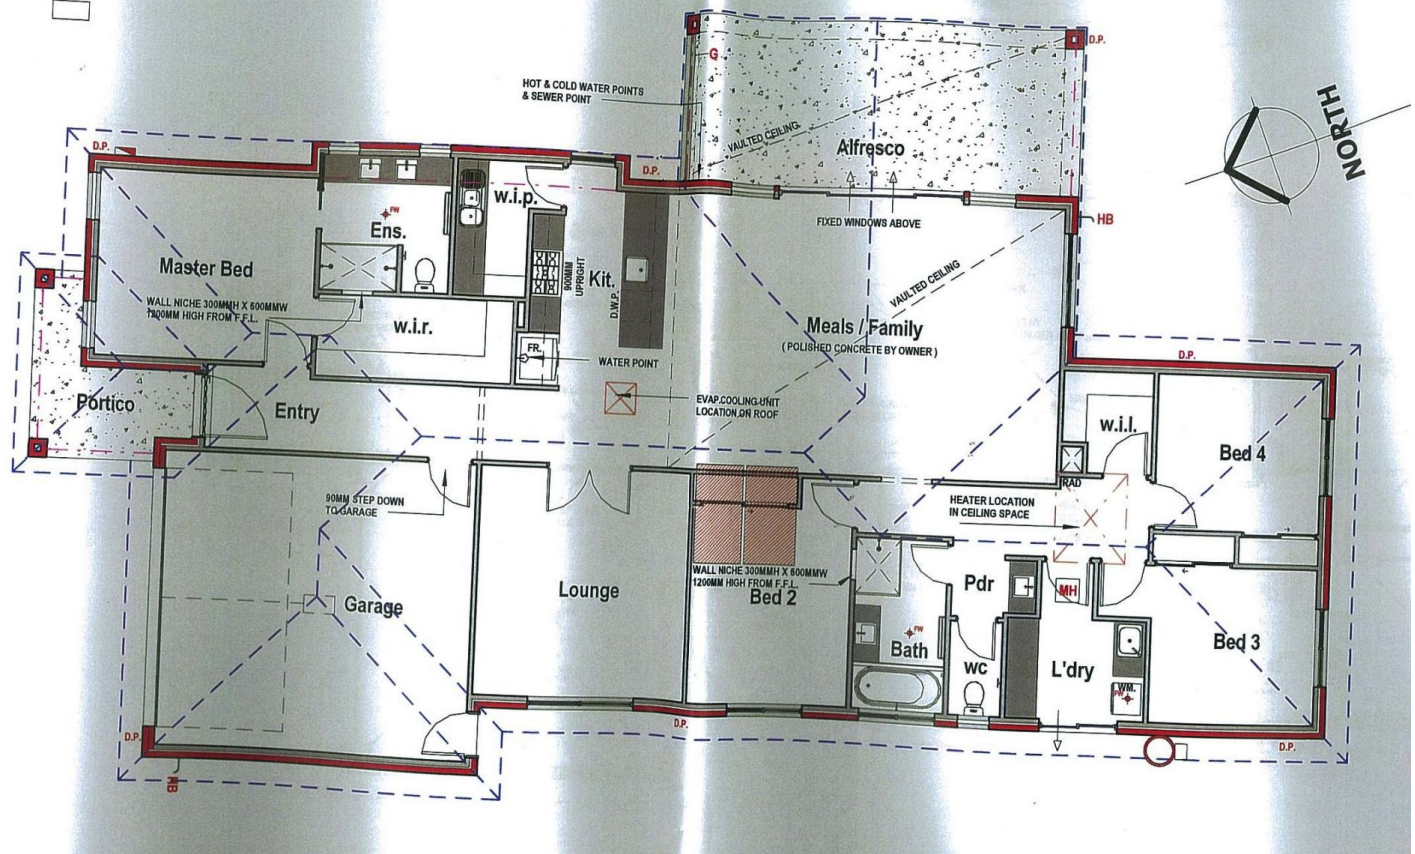 D.P.
G
HOT & COLD WATER POINTS
& SEWER POINT
VAULTED CEILING
Alfresco
NORTH
D.P.
D.P.
w.i.p.
FIXED WINDOWS ABOVE
HB
FW
Ens.
Master Bed
900MM
UPRIGHT
Kit.
D.W.P.
VAULTED CEILING
WALL NICHE 300MMH X 600MMW
1200MM HIGH FROM F.F.L.
w.i.r.
Meals / Family
( POLISHED CONCRETE BY OWNER )
FR.
WATER POINT
D.P.
Portico
Entry
EVAP.COOLING UNIT
LOCATION ON ROOF
w.i.l.
Bed 4
90MM STEP DOWN
TO GARAGE
RAD
HEATER LOCATION
IN CEILING SPACE
WALL NICHE 300MMH X 600MMW
1200MM HIGH FROM F.F.L.
Garage
Lounge
Bed 2
Pdr
MH
FW
Bath
Bed 3
WC
L'dry
WM.
FW
D.P.
D.P.
D.P.
MB